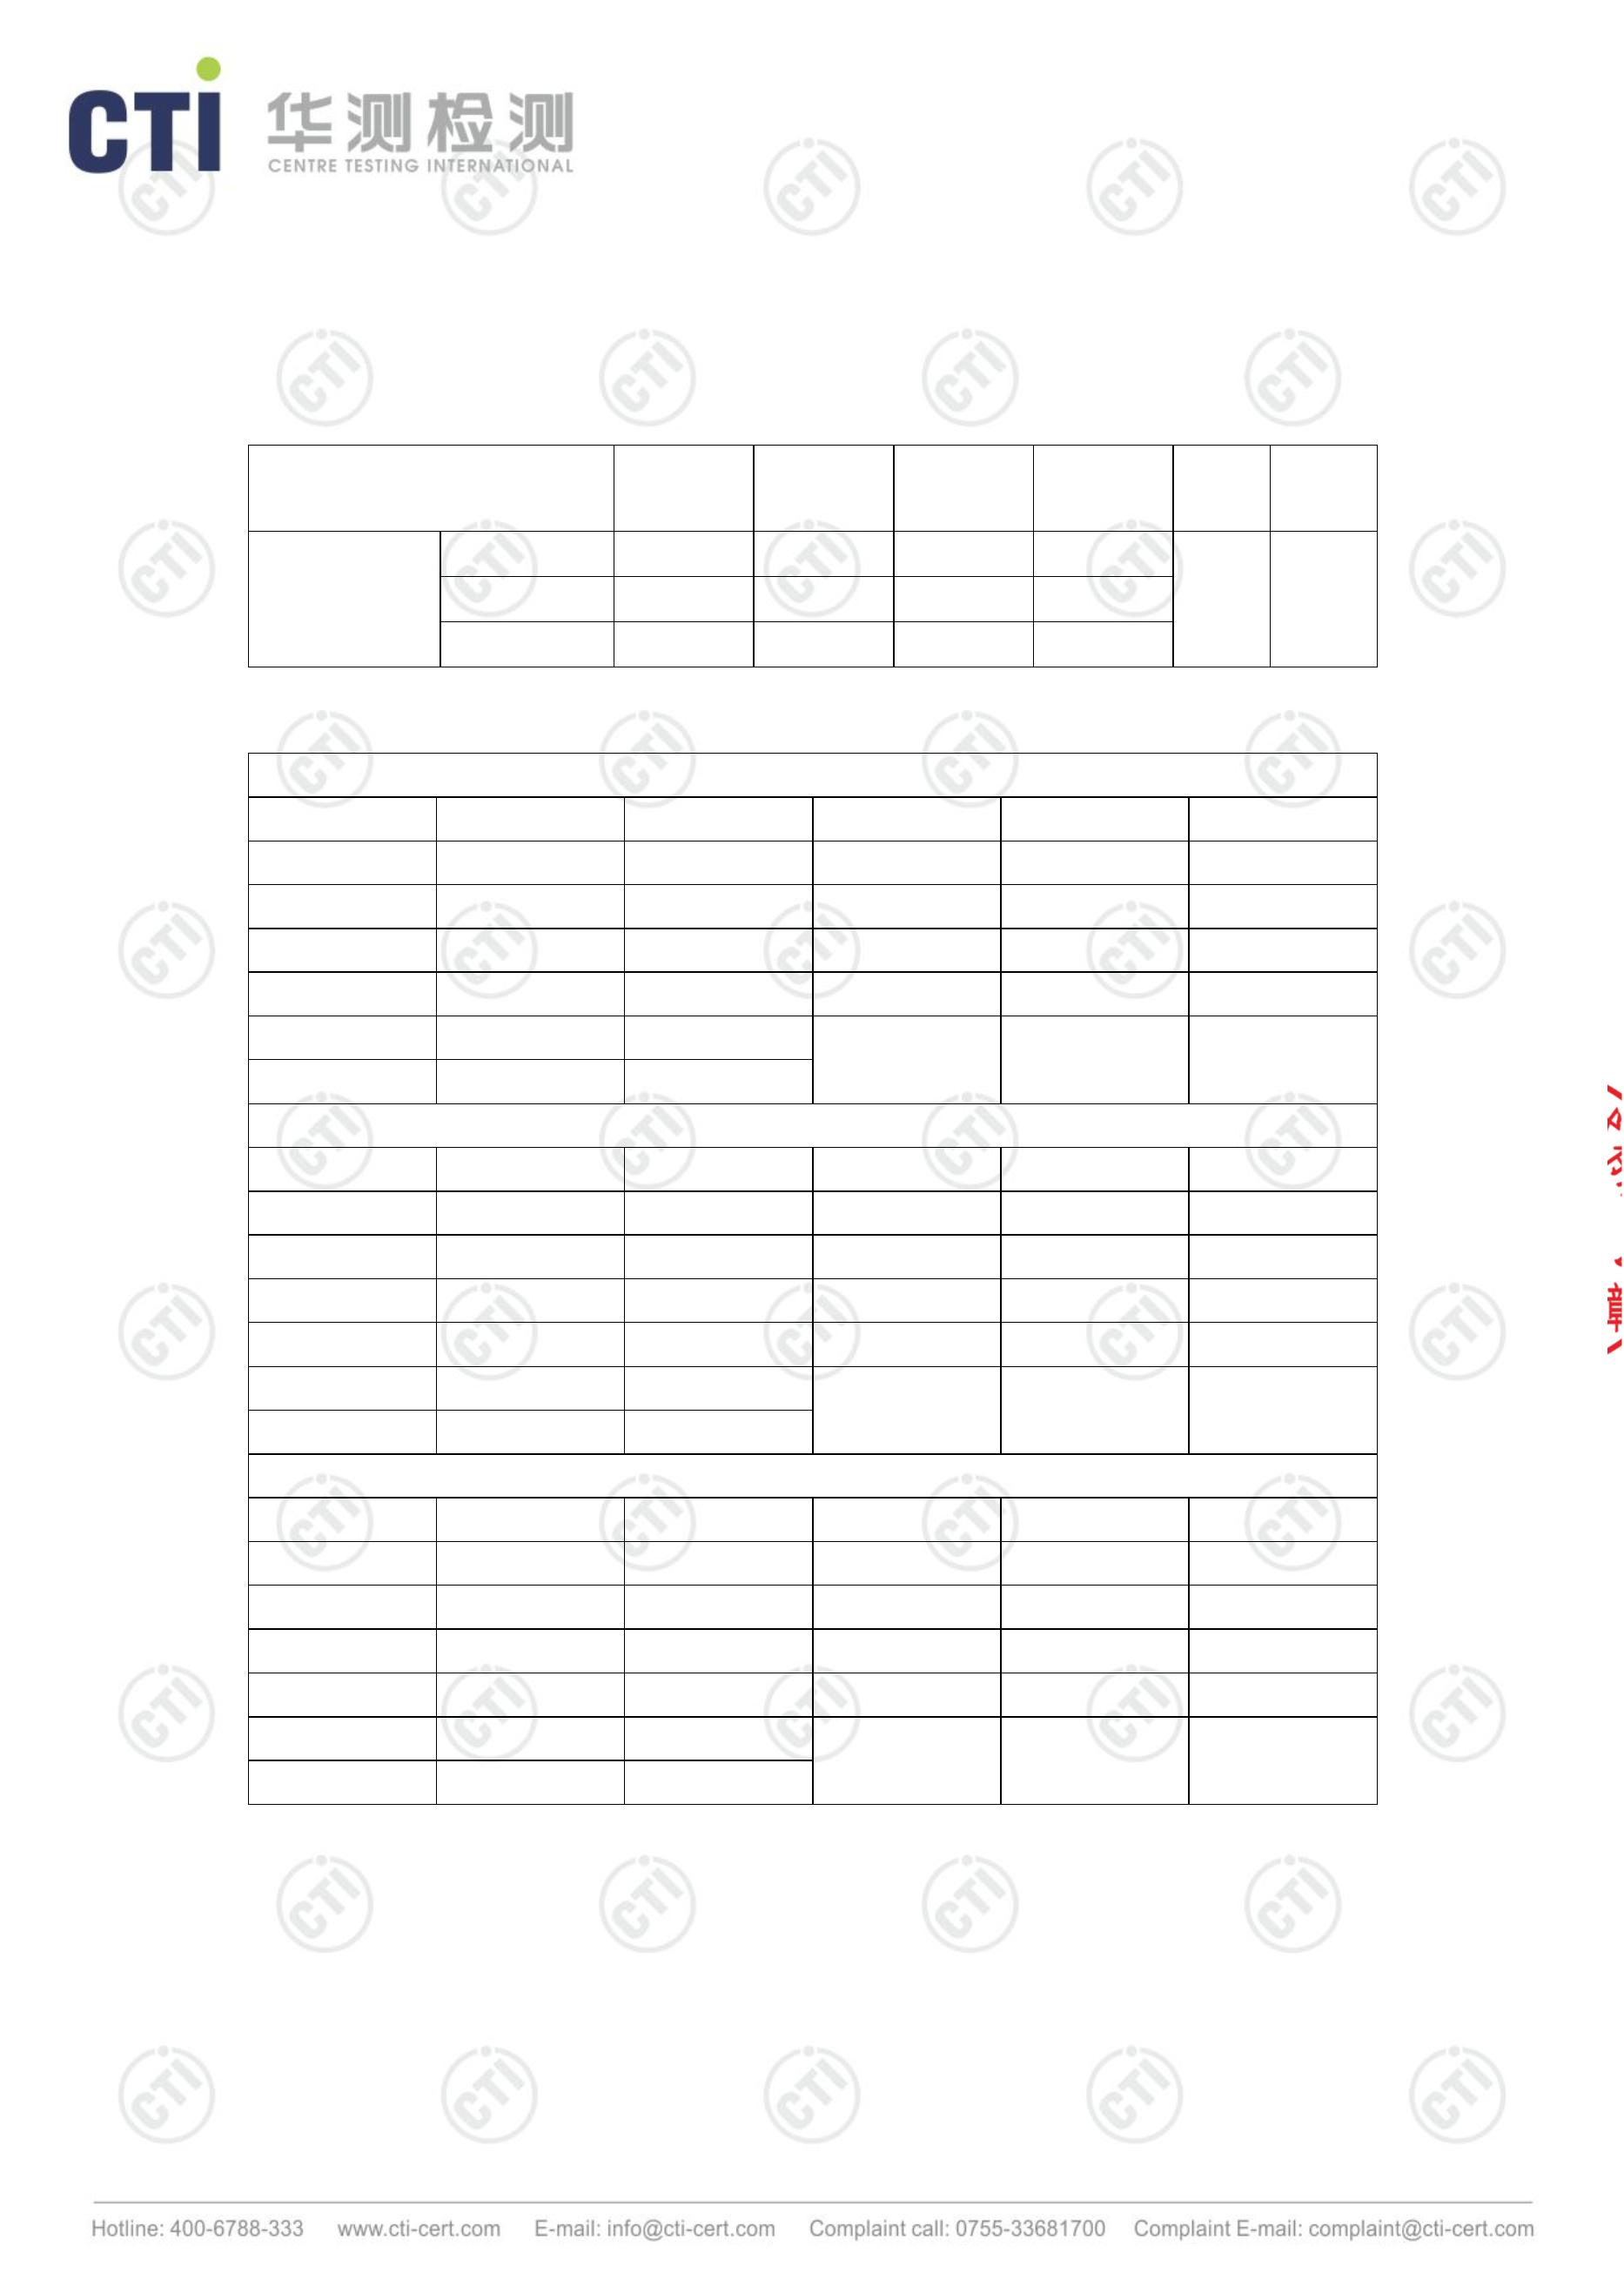 CTI 华测检测
CENTRE TESTING INTERNATIONAL
Hotline: 400-6788-333 www.cti-cert.com E-mail: info@cti-cert.com Complaint call: 0755-33681700 Complaint E-mail: complaint@cti-cert.com